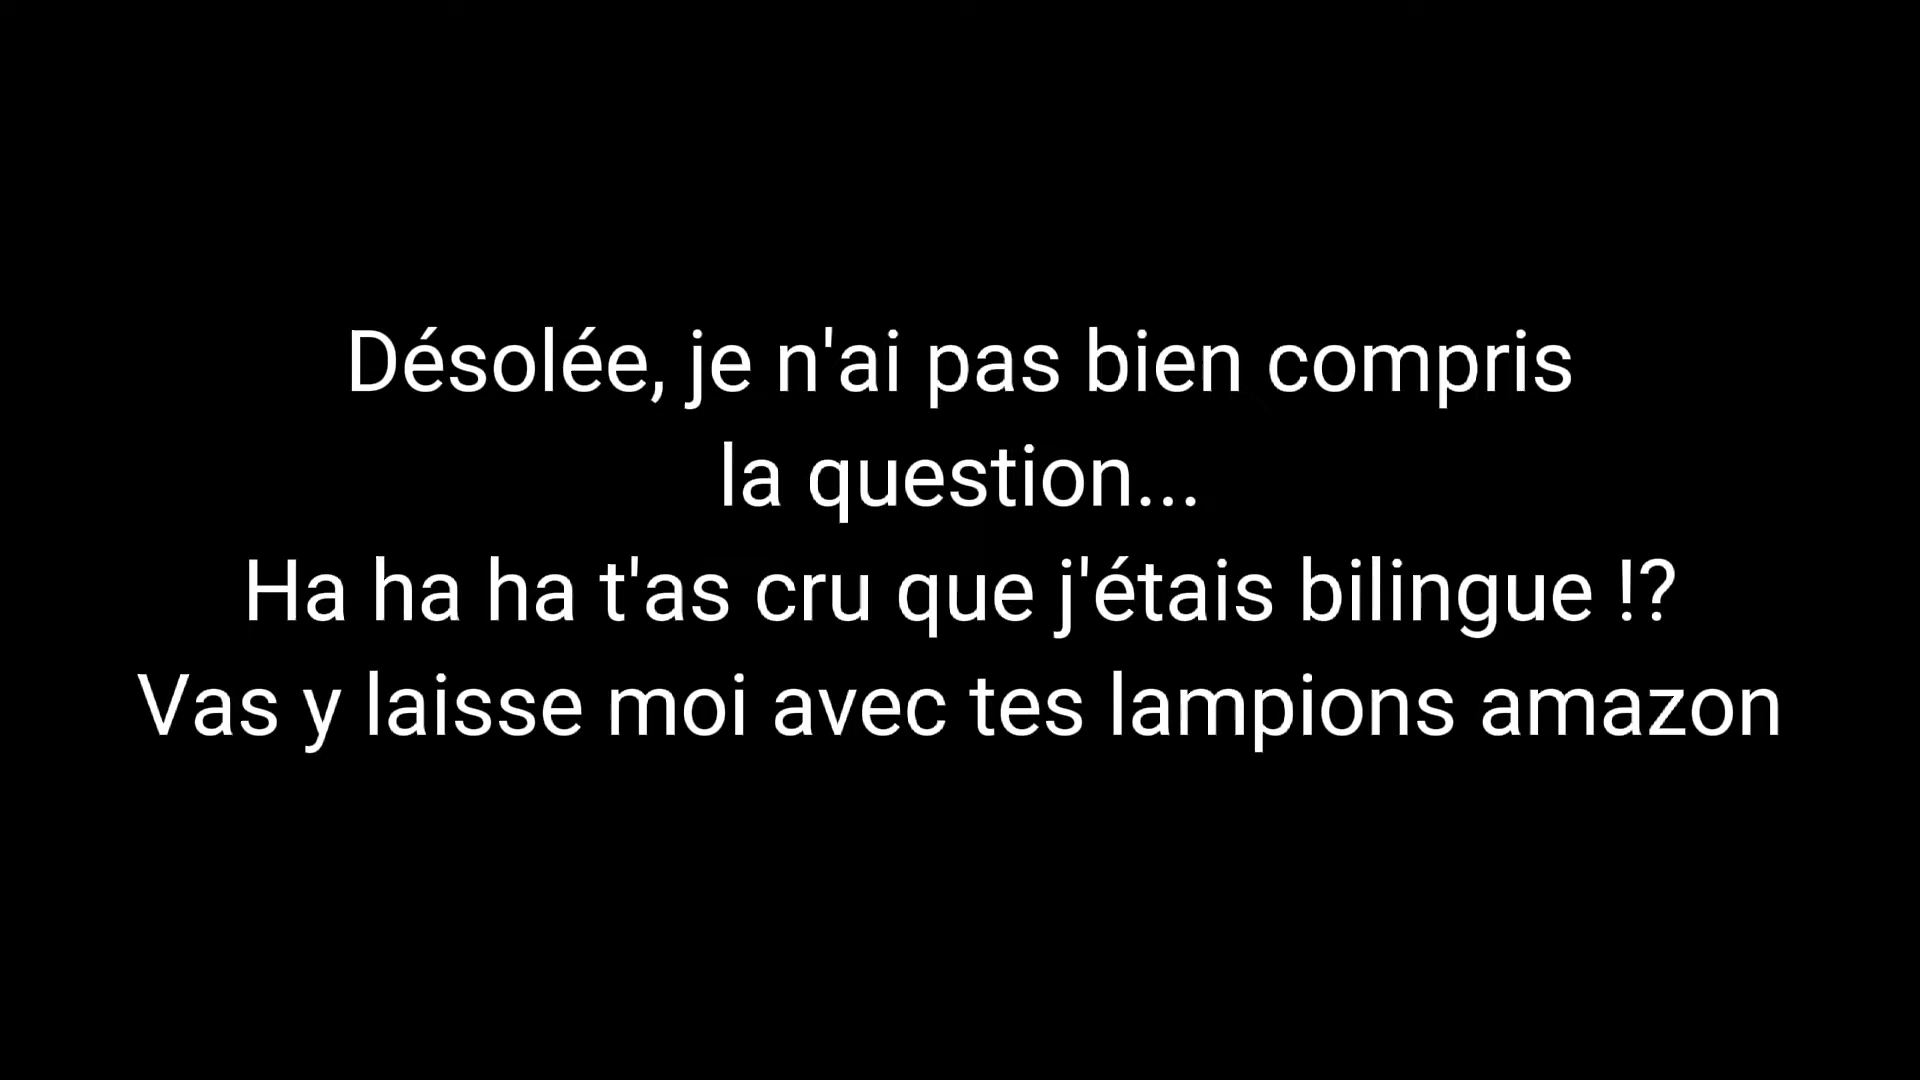 Désolée, je n'ai pas bien compris
la question...
Ha ha ha t'as cru que j'étais bilingue !?
Vas y laisse moi avec tes lampions amazon